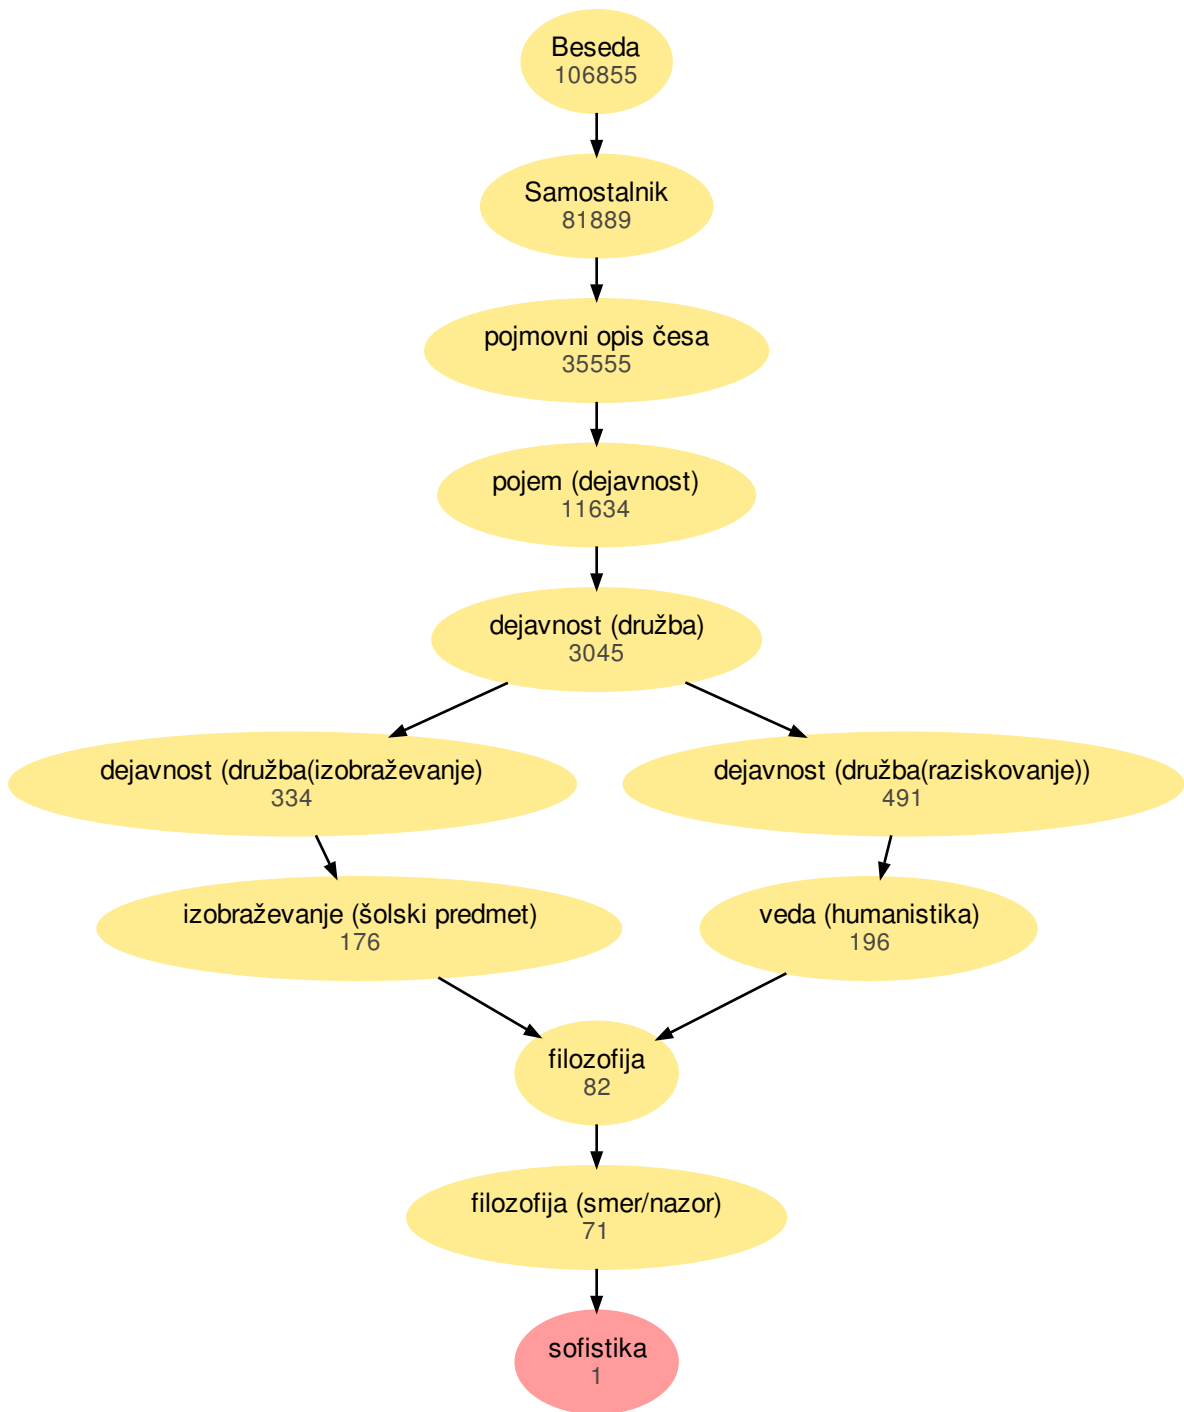 Beseda
106855
Samostalnik
81889
pojmovni opis česa
35555
pojem (dejavnost)
11634
dejavnost (družba)
3045
dejavnost (družba(izobraževanje)
334
dejavnost (družba(raziskovanje))
491
izobraževanje (šolski predmet)
176
veda (humanistika)
196
filozofija
82
filozofija (smer/nazor)
71
sofistika
1